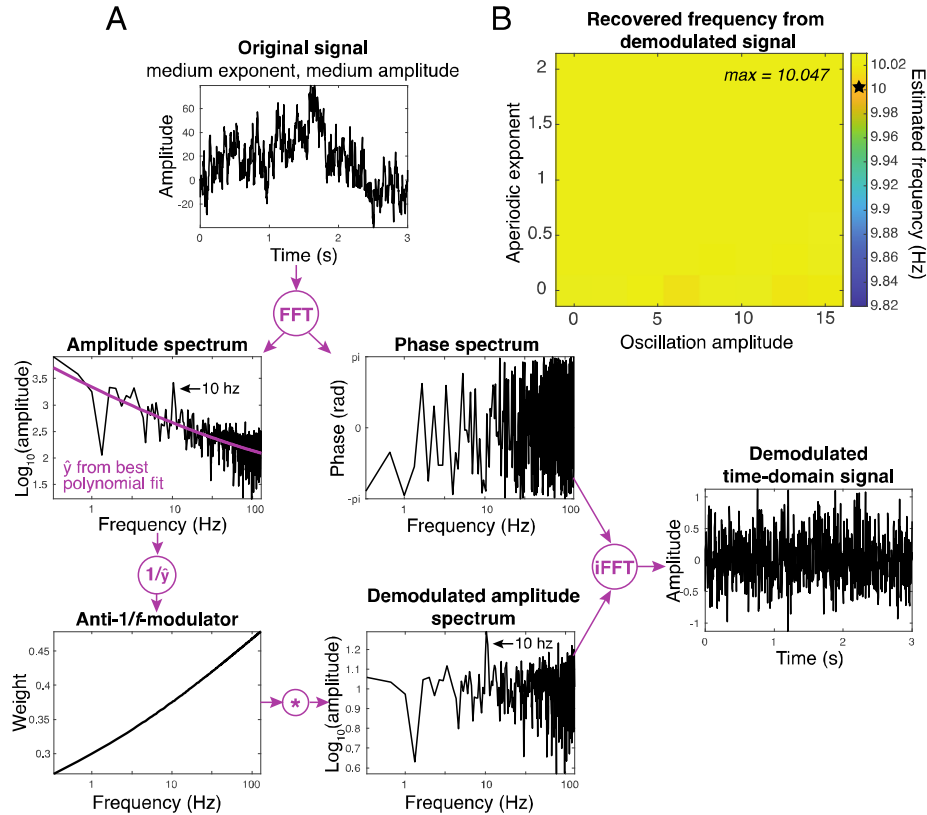 A
Original signal
medium exponent, medium amplitude
Amplitude
60
40
20
0
-20
0
1
2
3
Time (s)
FFT
Amplitude spectrum
Log10(amplitude)
3.5
3.0
2.5
2.0
1.5
10 hz
ŷ from best
polynomial fit
1
10
100
Frequency (Hz)
Phase spectrum
Phase (rad)
pi
0
-pi
1
10
100
Frequency (Hz)
1/ŷ
Anti-1/f-modulator
Weight
0.45
0.4
0.35
0.3
1
10
100
Frequency (Hz)
*
Demodulated amplitude
spectrum
Log10(amplitude)
1.2
1.1
1
0.9
0.8
0.7
0.6
10 hz
1
10
100
Frequency (Hz)
iFFT
Demodulated
time-domain signal
Amplitude
1
0.5
0
-0.5
-1
0
1
2
3
Time (s)
B
Recovered frequency from
demodulated signal
max = 10.047
Aperiodic exponent
2
1.5
1
0.5
0
0
5
10
15
Oscillation amplitude
10.02
10
9.98
9.96
9.94
9.92
9.9
9.88
9.86
9.84
9.82
Estimated frequency (Hz)